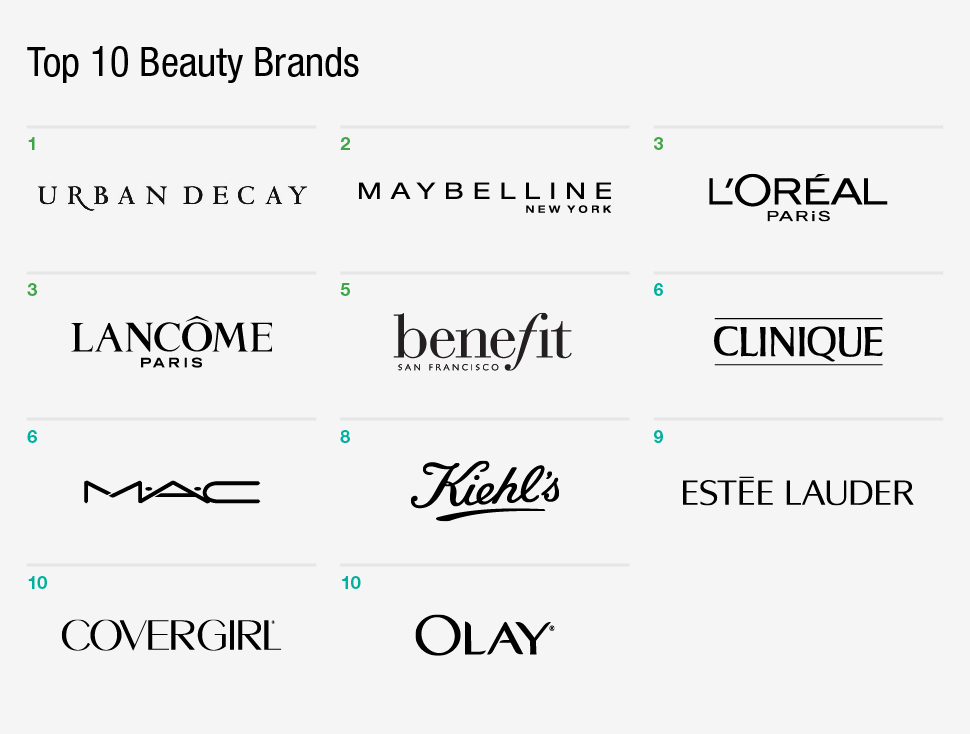 Top 10 Beauty Brands
1
URBAN DECAY
2
MAYBELLINE
NEW YORK
3
L'ORÉAL
PARiS
3
LANCÔME
PARIS
5
benefit
SAN FRANCISCO
6
CLINIQUE
6
MAC
8
Kiehl's
9
ESTĒE LAUDER
10
COVERGIRL
10
OLAY®